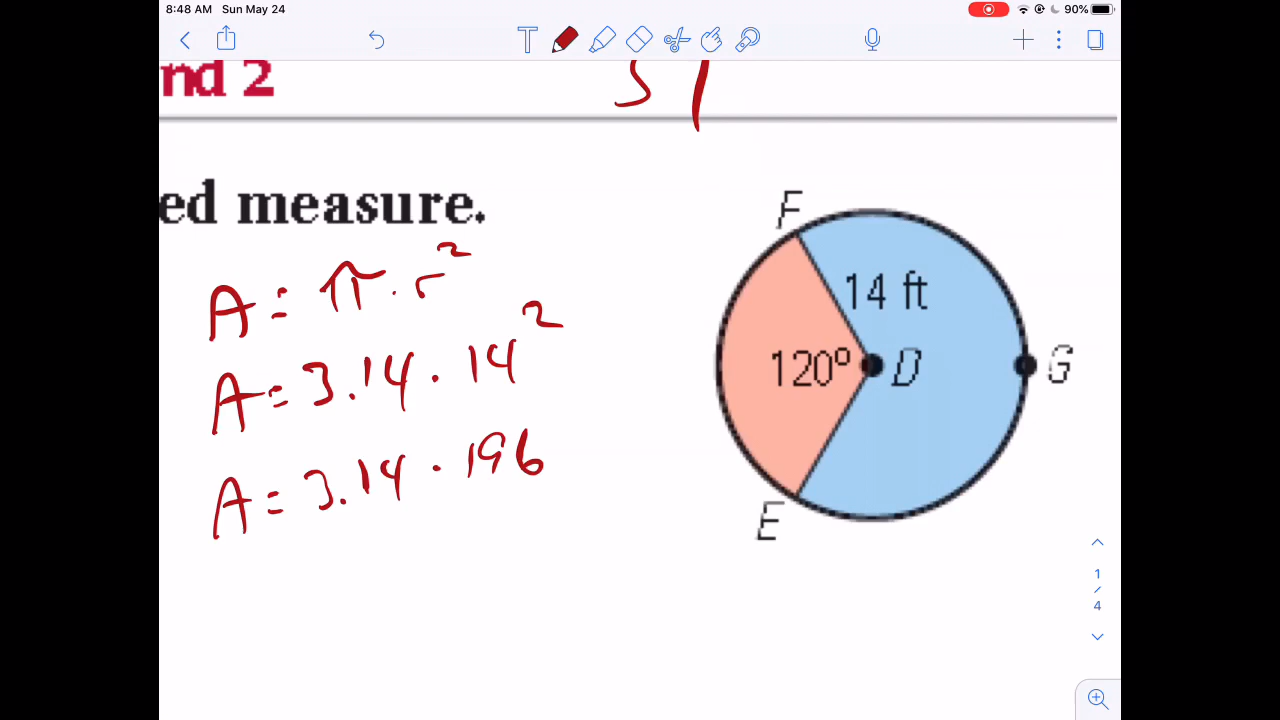 8:48 AM Sun May 24
90%
T
nd 2
ed measure.
A = π · r²
A = 3.14 · 14²
A = 3.14 · 196
F
14 ft
120º
D
G
E
1
/
4